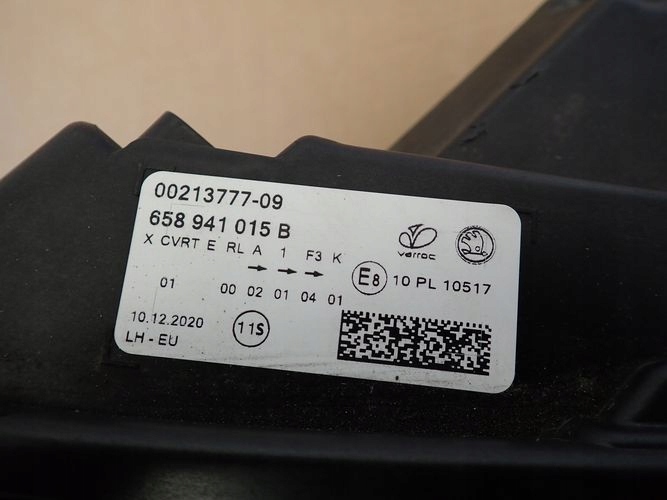 00213777-09
658 941 015 B
X CVRT E RL A 1 F3 K
01 00 02 01 04 01
10.12.2020
LH - EU
11S
varroc
E8 10 PL 10517